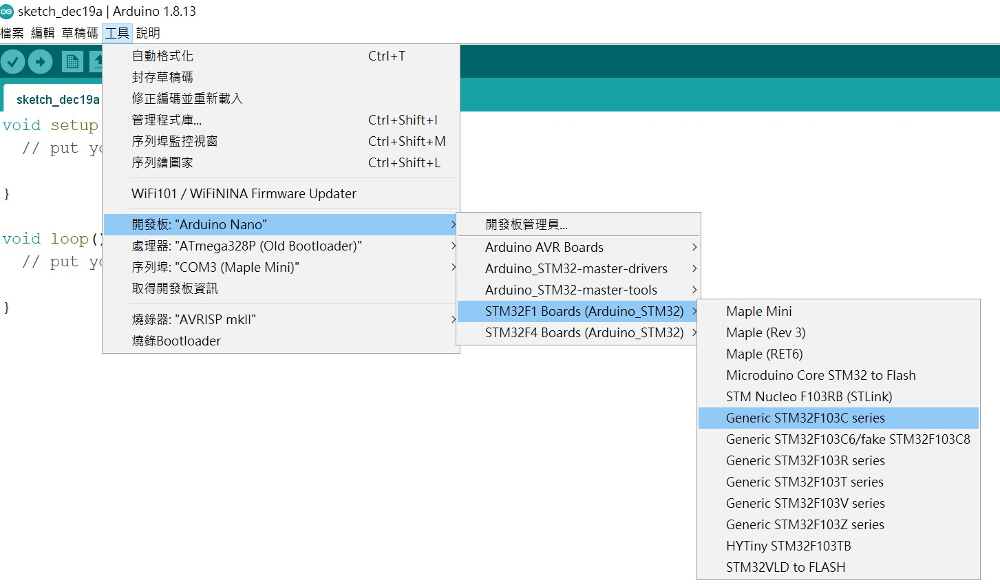 sketch_dec19a | Arduino 1.8.13
檔案 編輯 草稿碼 工具 說明
自動格式化 Ctrl+T
封存草稿碼
修正編碼並重新載入
管理程式庫... Ctrl+Shift+I
序列埠監控視窗 Ctrl+Shift+M
序列繪圖家 Ctrl+Shift+L
WiFi101 / WiFiNINA Firmware Updater
開發板: "Arduino Nano"
處理器: "ATmega328P (Old Bootloader)"
序列埠: "COM3 (Maple Mini)"
取得開發板資訊
燒錄器: "AVRISP mkII"
燒錄Bootloader
開發板管理員...
Arduino AVR Boards
Arduino_STM32-master-drivers
Arduino_STM32-master-tools
STM32F1 Boards (Arduino_STM32)
STM32F4 Boards (Arduino_STM32)
Maple Mini
Maple (Rev 3)
Maple (RET6)
Microduino Core STM32 to Flash
STM Nucleo F103RB (STLink)
Generic STM32F103C series
Generic STM32F103C6/fake STM32F103C8
Generic STM32F103R series
Generic STM32F103T series
Generic STM32F103V series
Generic STM32F103Z series
HYTiny STM32F103TB
STM32VLD to FLASH
sketch_dec19a
void setup
// put yo
}
void loop()
// put yo
}